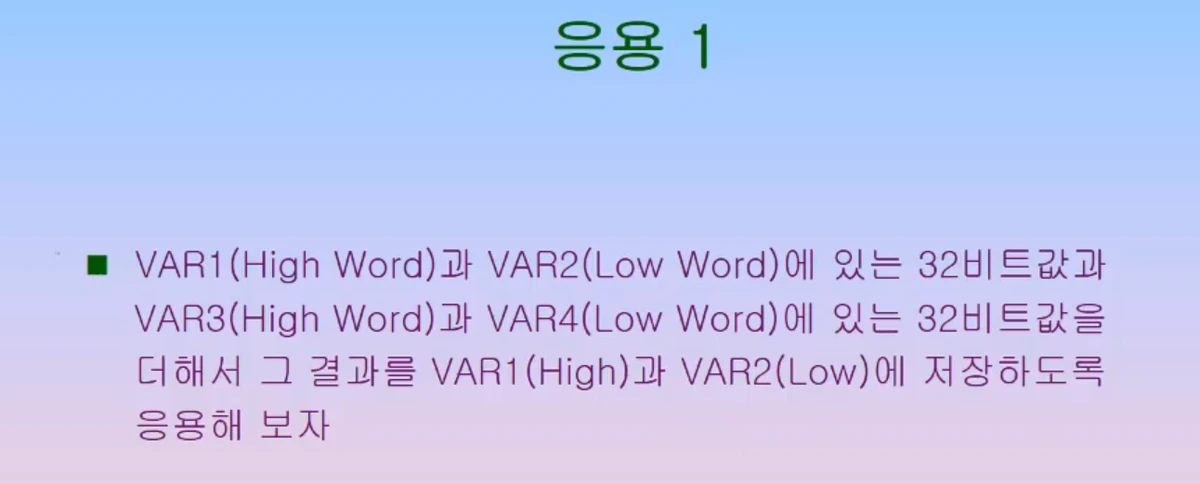 응용 1
■ VAR1(High Word)과 VAR2(Low Word)에 있는 32비트값과
VAR3(High Word)과 VAR4(Low Word)에 있는 32비트값을
더해서 그 결과를 VAR1(High)과 VAR2(Low)에 저장하도록
응용해 보자